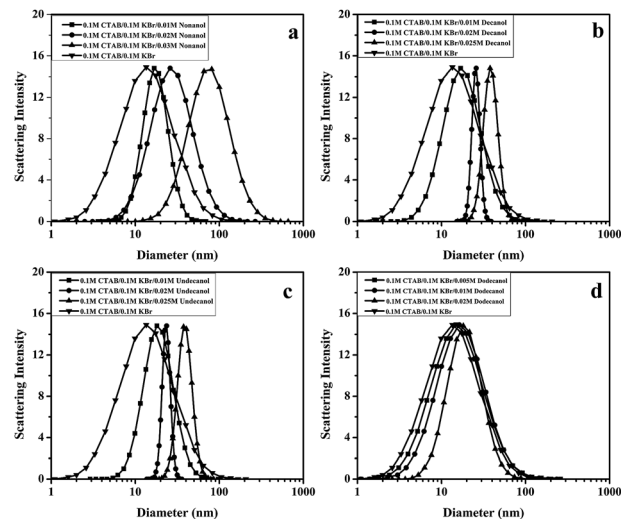 20
16
12
8
4
0
Scattering Intensity
0.1M CTAB/0.1M KBr/0.01M Nonanol
0.1M CTAB/0.1M KBr/0.02M Nonanol
0.1M CTAB/0.1M KBr/0.03M Nonanol
0.1M CTAB/0.1M KBr
a
1 10 100 1000
Diameter (nm)
20
16
12
8
4
0
Scattering Intensity
0.1M CTAB/0.1M KBr/0.01M Decanol
0.1M CTAB/0.1M KBr/0.02M Decanol
0.1M CTAB/0.1M KBr/0.025M Decanol
0.1M CTAB/0.1M KBr
b
1 10 100 1000
Diameter (nm)
20
16
12
8
4
0
Scattering Intensity
0.1M CTAB/0.1M KBr/0.01M Undecanol
0.1M CTAB/0.1M KBr/0.02M Undecanol
0.1M CTAB/0.1M KBr/0.025M Undecanol
0.1M CTAB/0.1M KBr
c
1 10 100 1000
Diameter (nm)
20
16
12
8
4
0
Scattering Intensity
0.1M CTAB/0.1M KBr/0.005M Dodecanol
0.1M CTAB/0.1M KBr/0.01M Dodecanol
0.1M CTAB/0.1M KBr/0.02M Dodecanol
0.1M CTAB/0.1M KBr
d
1 10 100 1000
Diameter (nm)